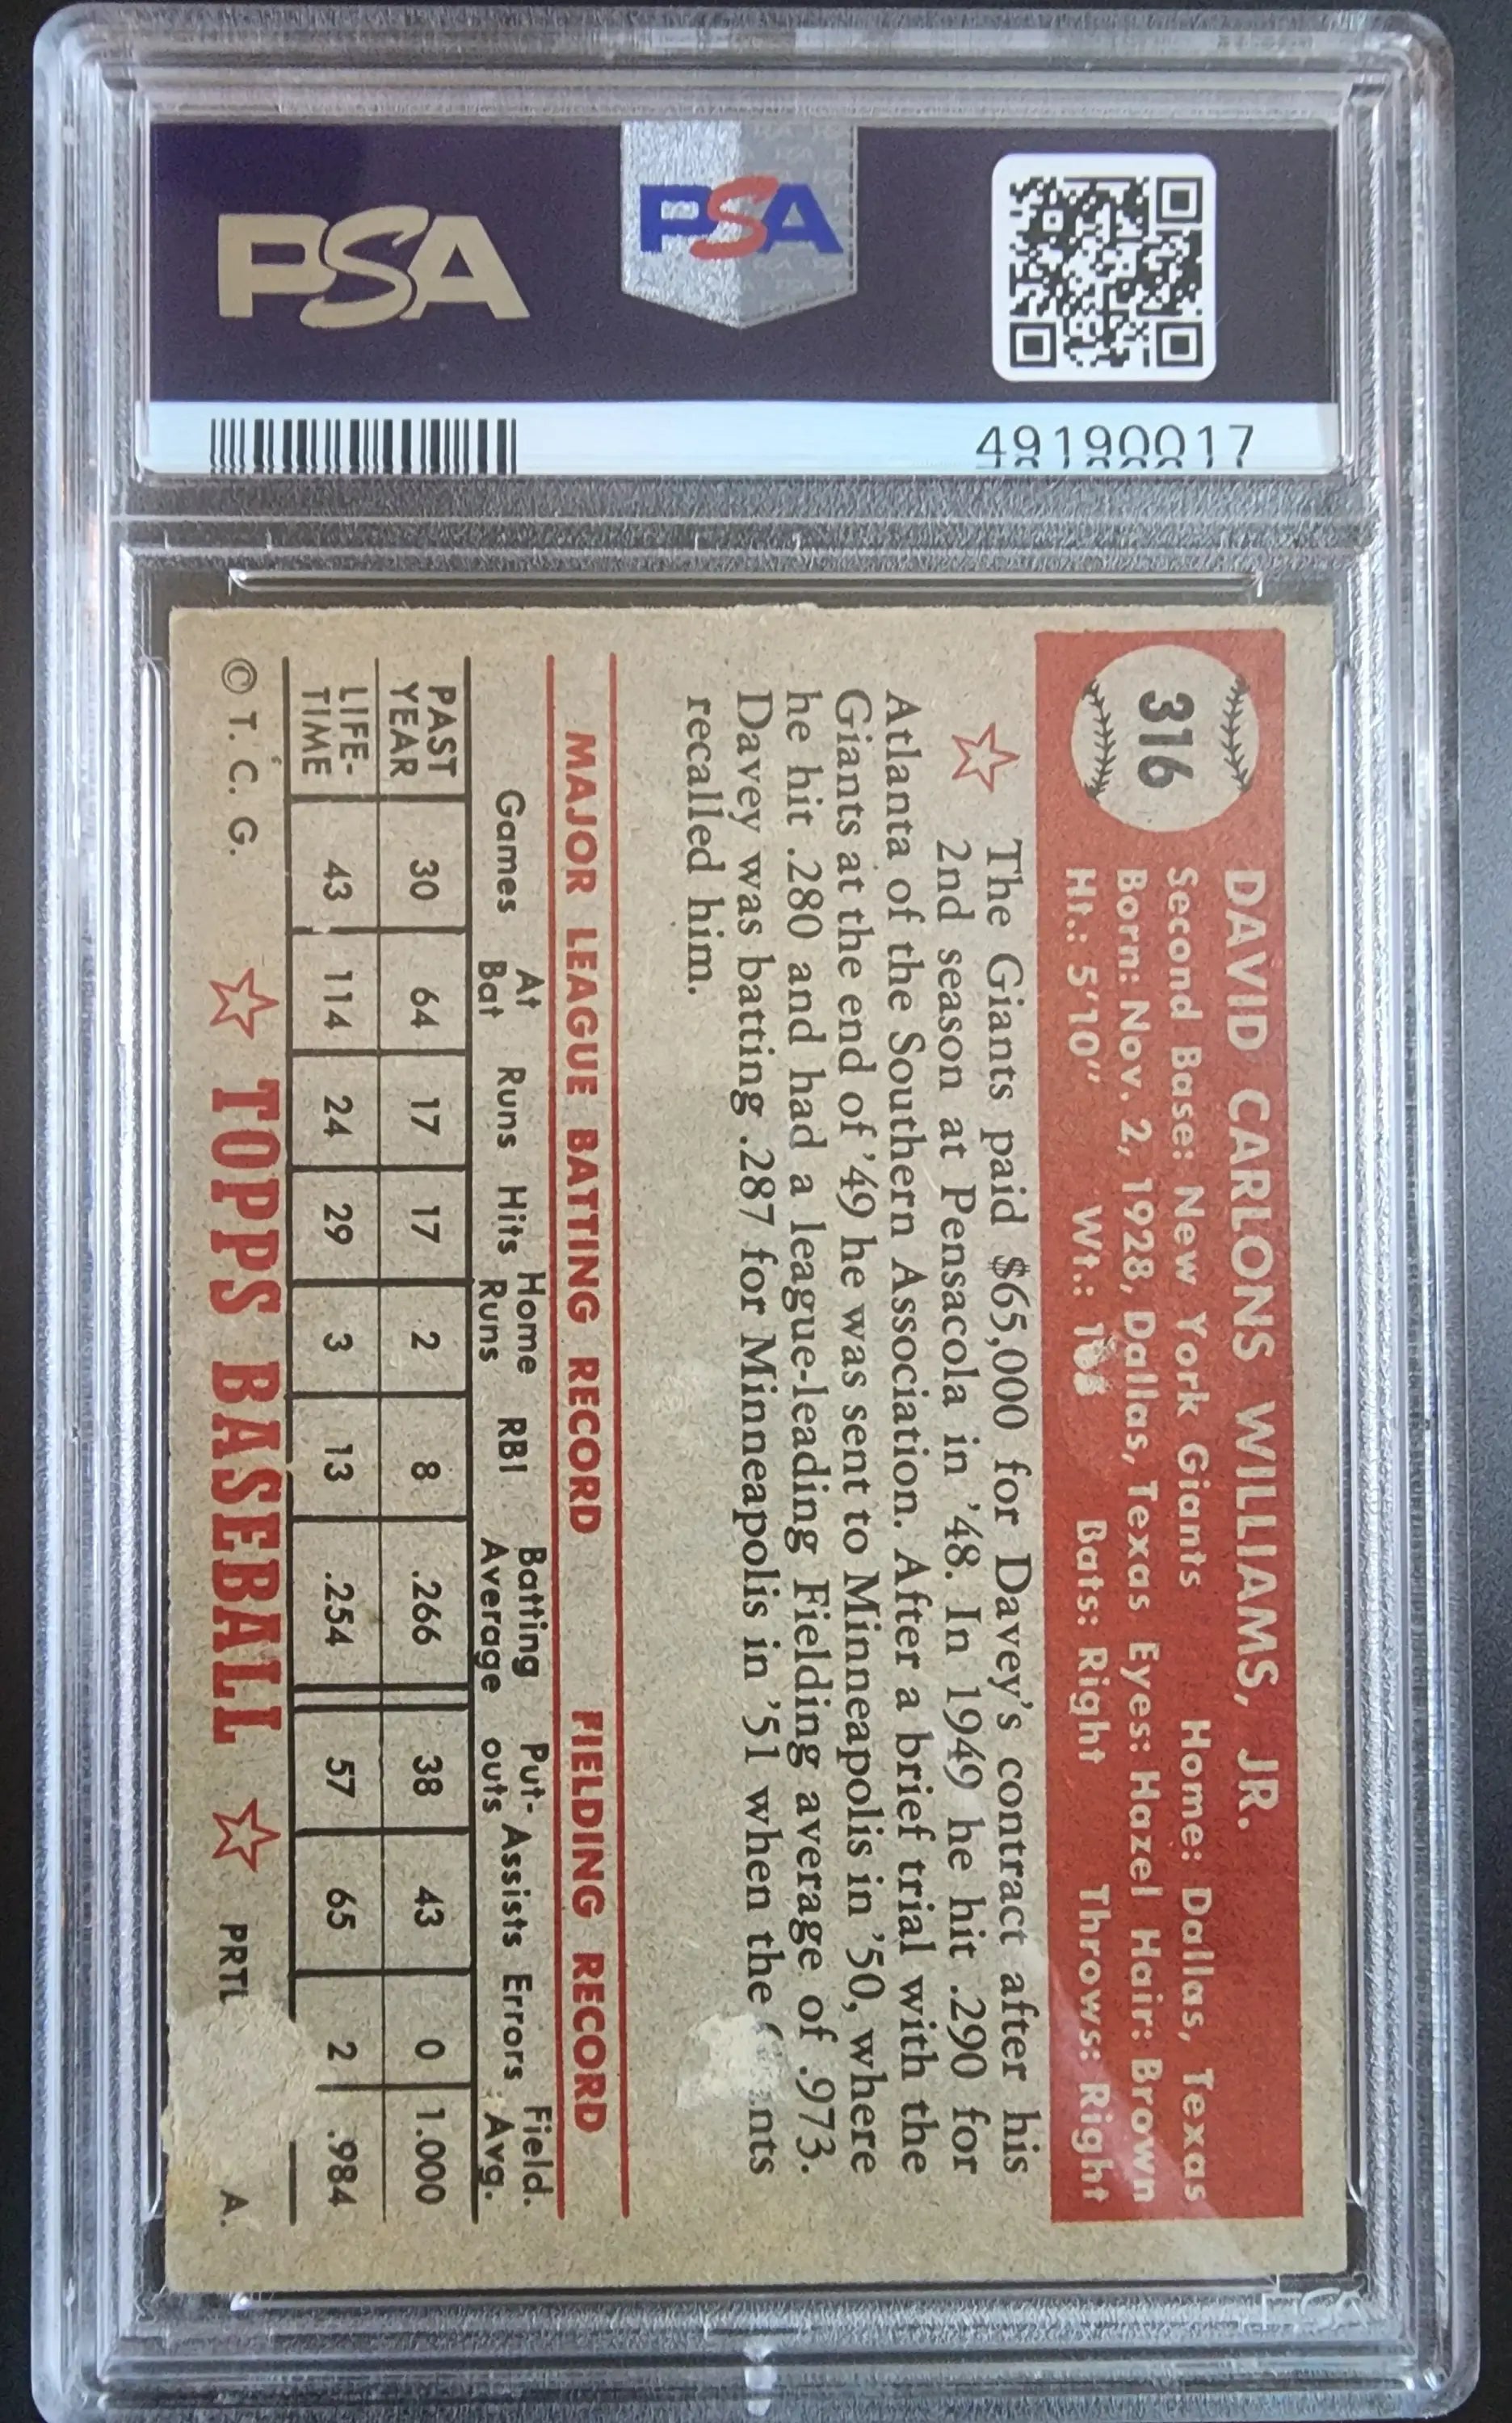 PSA
PSA
49190017
316
DAVID CARLONS WILLIAMS, JR.
Second Base: New York Giants Home: Dallas, Texas
Born: Nov. 2, 1928, Dallas, Texas Eyes: Hazel Hair: Brown
Ht.: 5'10" Wt.: Bats: Right Throws: Right
The Giants paid $65,000 for Davey's contract after his
2nd season at Pensacola in '48. In 1949 he hit .290 for
Atlanta of the Southern Association. After a brief trial with the
Giants at the end of '49 he was sent to Minneapolis in '50, where
he hit .280 and had a league-leading Fielding average of .973.
Davey was batting .287 for Minneapolis in '51 when the
recalled him.
MAJOR LEAGUE BATTING RECORD FIELDING RECORD
Games At Bat Runs Hits Home Runs RBI Batting Average Put-outs Assists Errors Field. Avg.
PAST YEAR 30 64 17 17 2 8 .266 38 43 0 1.000
LIFE-TIME 43 114 24 29 3 13 .254 57 65 2 .984
© T. C. G. TOPPS BASEBALL PRTD